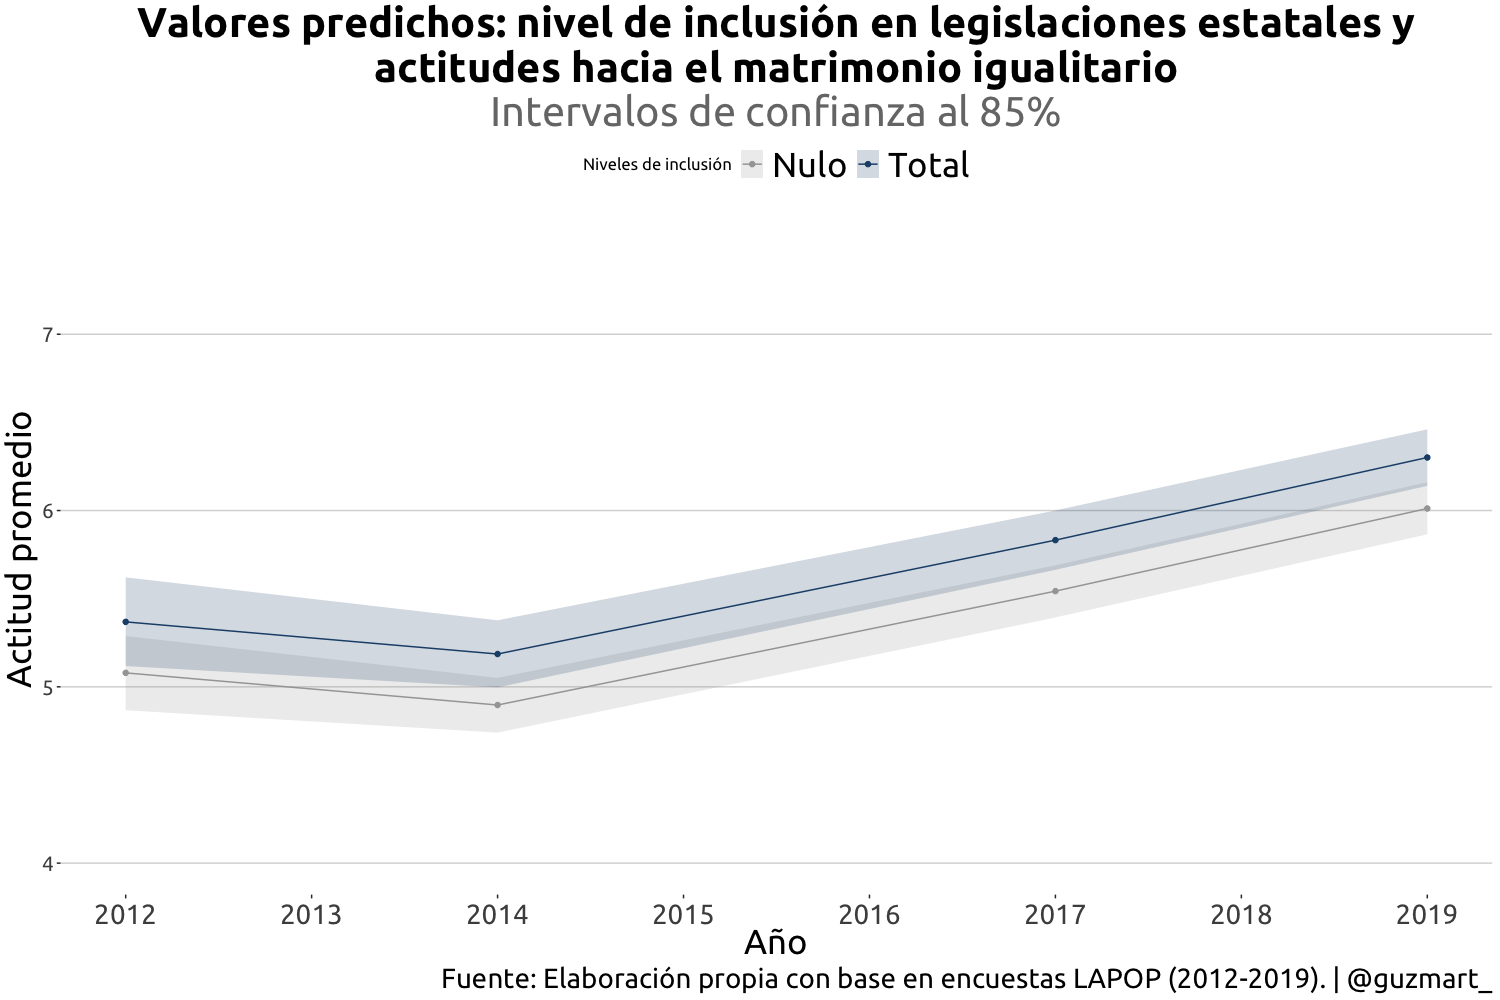 Valores predichos: nivel de inclusión en legislaciones estatales y
actitudes hacia el matrimonio igualitario
Intervalos de confianza al 85%
Niveles de inclusión Nulo Total
Actitud promedio
7
6
5
4
2012 2013 2014 2015 2016 2017 2018 2019
Año
Fuente: Elaboración propia con base en encuestas LAPOP (2012-2019). | @guzmart_